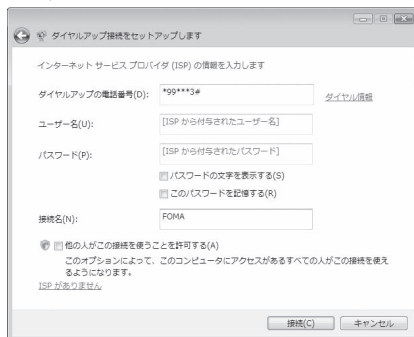 ダイヤルアップ接続をセットアップします
インターネット サービス プロバイダ (ISP) の情報を入力します
ダイヤルアップの電話番号(D):
*99***3#
ダイヤル情報
ユーザー名(U):
[ISP から付与されたユーザー名]
パスワード(P):
[ISP から付与されたパスワード]
パスワードの文字を表示する(S)
このパスワードを記憶する(R)
接続名(N):
FOMA
他の人がこの接続を使うことを許可する(A)
このオプションによって、このコンピュータにアクセスがあるすべての人がこの接続を使え
るようになります。
ISP がありません
接続(C)
キャンセル